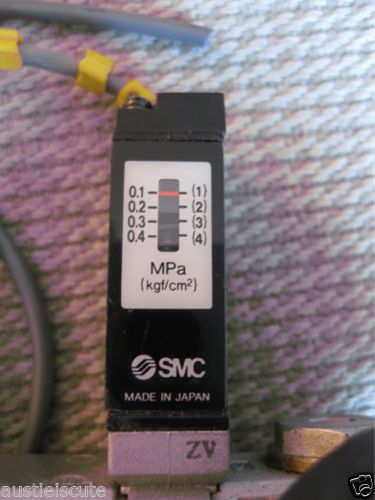 0.1 {1}
0.2 {2}
0.3 {3}
0.4 {4}
MPa
{kgf/cm²}
SMC
MADE IN JAPAN
ZV
austielscute